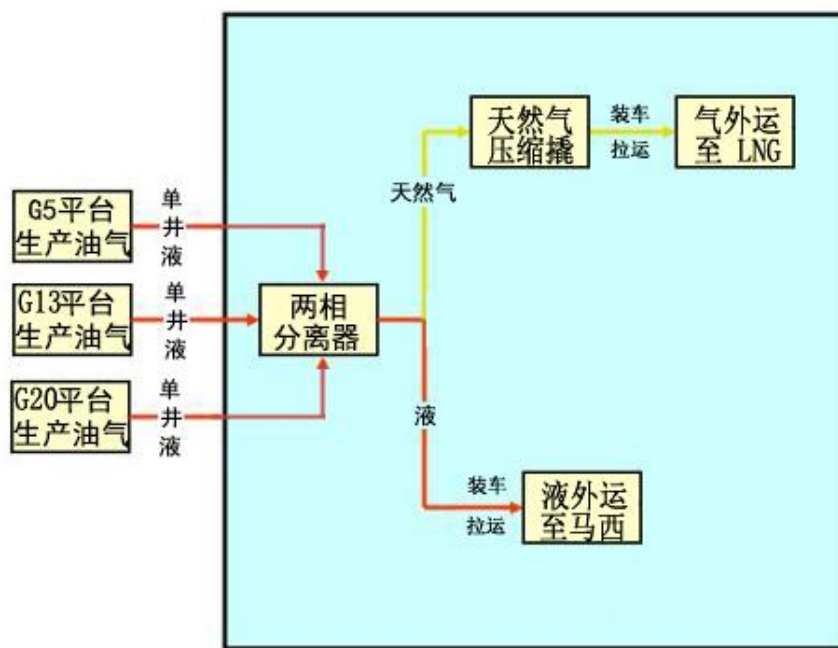 天然气
压缩撬
装车
拉运
气外运
至 LNG
天然气
G5平台
生产油气
单
井
液
G13平台
生产油气
单
井
液
两相
分离器
G20平台
生产油气
单
井
液
液
装车
拉运
液外运
至马西